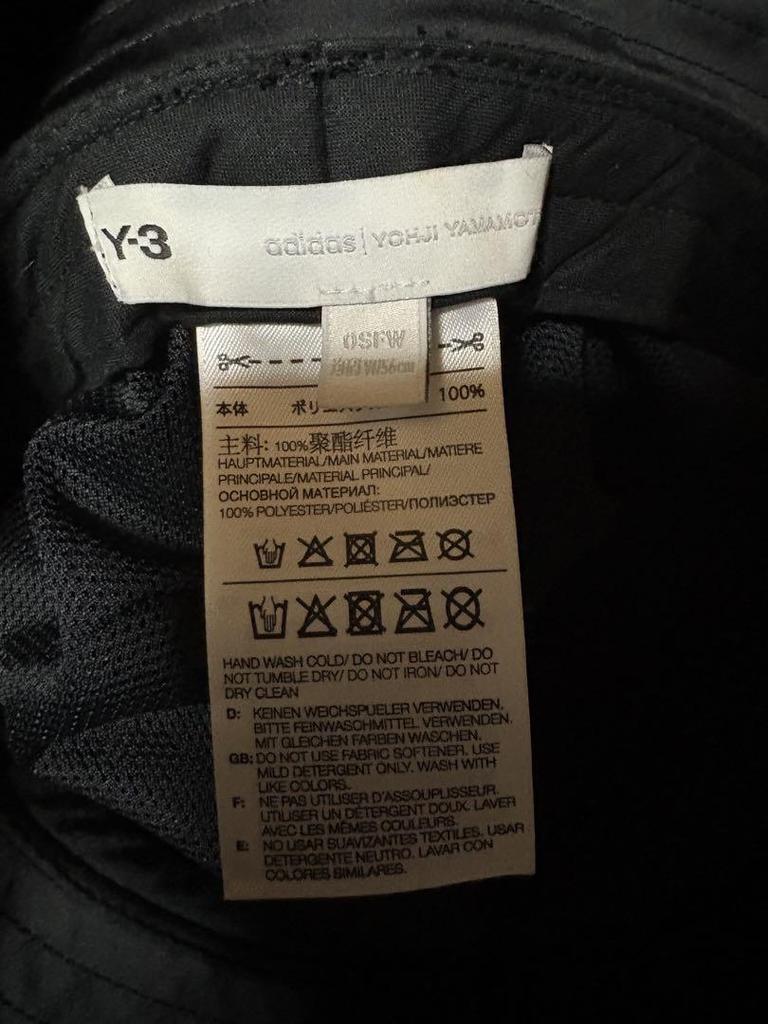 Y-3 adidas | YOHJI YAMAMOT
OSFW
W56cm
本体 100%
主料: 100%聚酯纤维
HAUPTMATERIAL/MAIN MATERIAL/MATIERE
PRINCIPALE/MATERIAL PRINCIPAL/
ОСНОВНОЙ МАТЕРИАЛ:
100% POLYESTER/POLIÉSTER/ПОЛИЭСТЕР
HAND WASH COLD/ DO NOT BLEACH/ DO
NOT TUMBLE DRY/ DO NOT IRON/ DO NOT
DRY CLEAN
D: KEINEN WEICHSPUELER VERWENDEN.
BITTE FEINWASCHMITTEL VERWENDEN.
MIT GLEICHEN FARBEN WASCHEN.
GB: DO NOT USE FABRIC SOFTENER. USE
MILD DETERGENT ONLY. WASH WITH
LIKE COLORS.
F: NE PAS UTILISER D'ASSOUPLISSEUR.
UTILISER UN DÉTERGENT DOUX. LAVER
AVEC LES MÊMES COULEURS.
E: NO USAR SUAVIZANTES TEXTILES. USAR
DETERGENTE NEUTRO. LAVAR CON
COLORES SIMILARES.